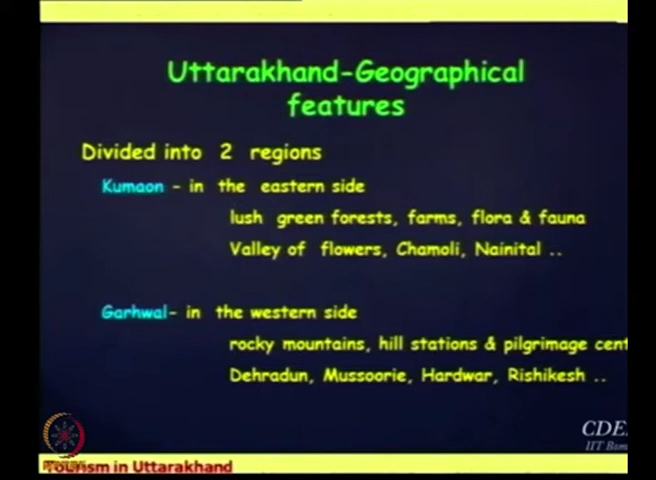 Uttarakhand-Geographical
features
Divided into 2 regions
Kumaon - in the eastern side
lush green forests, farms, flora & fauna
Valley of flowers, Chamoli, Nainital ..
Garhwal- in the western side
rocky mountains, hill stations & pilgrimage cent
Dehradun, Mussoorie, Hardwar, Rishikesh ..
CDE
IIT Bom
Tourism in Uttarakhand